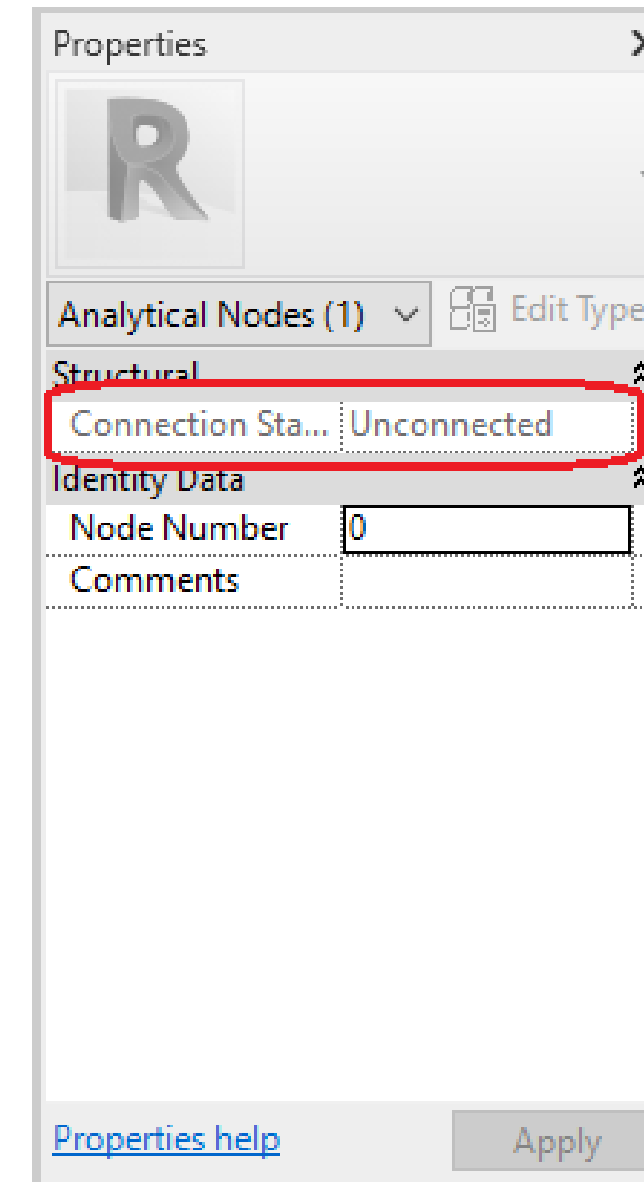 Properties
Analytical Nodes (1) Edit Type
Structural
Connection Sta... Unconnected
Identity Data
Node Number 0
Comments
Properties help Apply